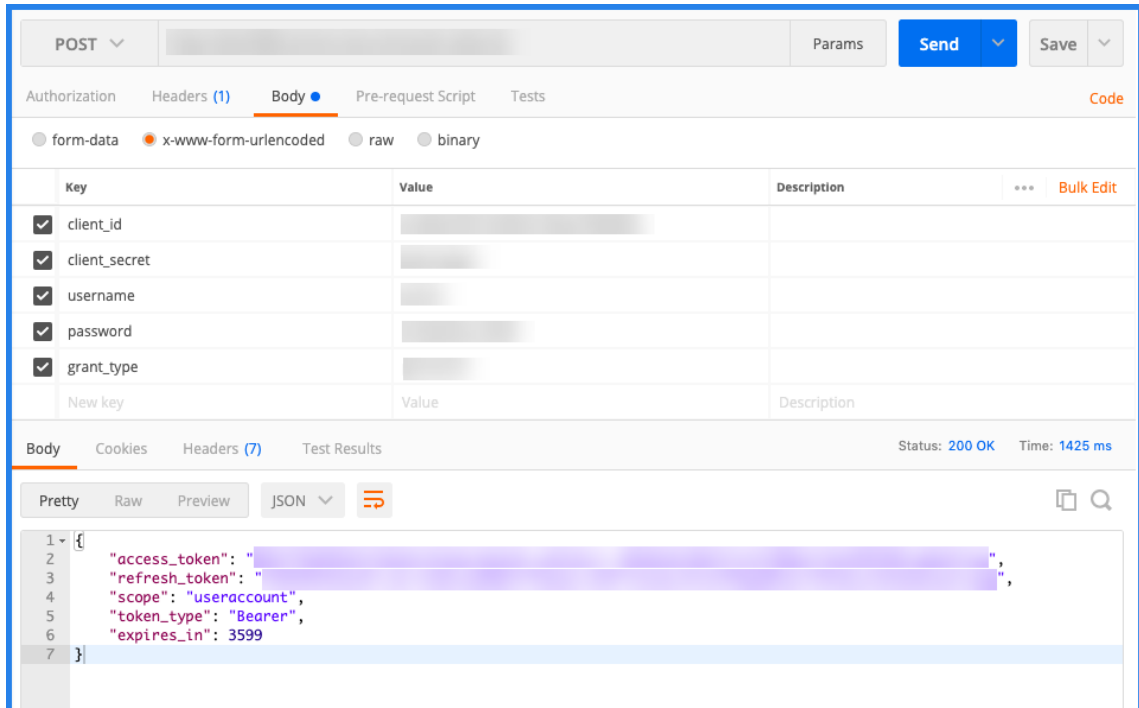 POST Params Send Save
Authorization Headers (1) Body Pre-request Script Tests Code
form-data x-www-form-urlencoded raw binary
Key Value Description ••• Bulk Edit
client_id
client_secret
username
password
grant_type
New key Value Description
Body Cookies Headers (7) Test Results Status: 200 OK Time: 1425 ms
Pretty Raw Preview JSON
1 {
2 "access_token": "",
3 "refresh_token": "",
4 "scope": "useraccount",
5 "token_type": "Bearer",
6 "expires_in": 3599
7 }